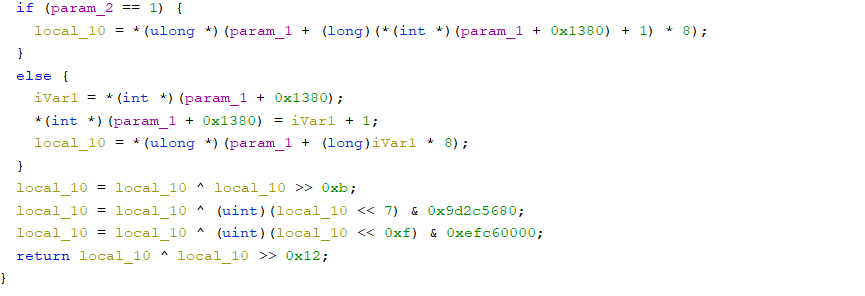 if (param_2 == 1) {
local_10 = *(ulong *)(param_1 + (long)(*(int *)(param_1 + 0x1380) + 1) * 8);
}
else {
iVar1 = *(int *)(param_1 + 0x1380);
*(int *)(param_1 + 0x1380) = iVar1 + 1;
local_10 = *(ulong *)(param_1 + (long)iVar1 * 8);
}
local_10 = local_10 ^ local_10 >> 0xb;
local_10 = local_10 ^ (uint)(local_10 << 7) & 0x9d2c5680;
local_10 = local_10 ^ (uint)(local_10 << 0xf) & 0xefc60000;
return local_10 ^ local_10 >> 0x12;
}